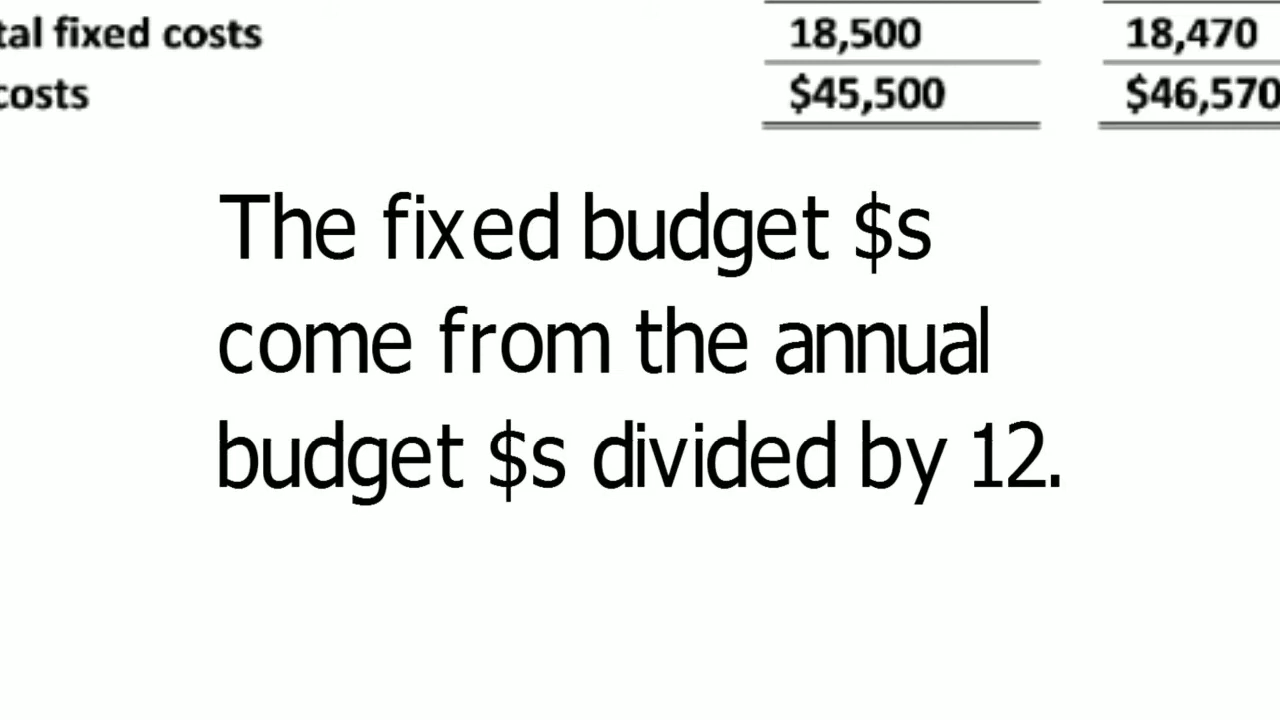 tal fixed costs 18,500 18,470
costs $45,500 $46,570
The fixed budget $s
come from the annual
budget $s divided by 12.